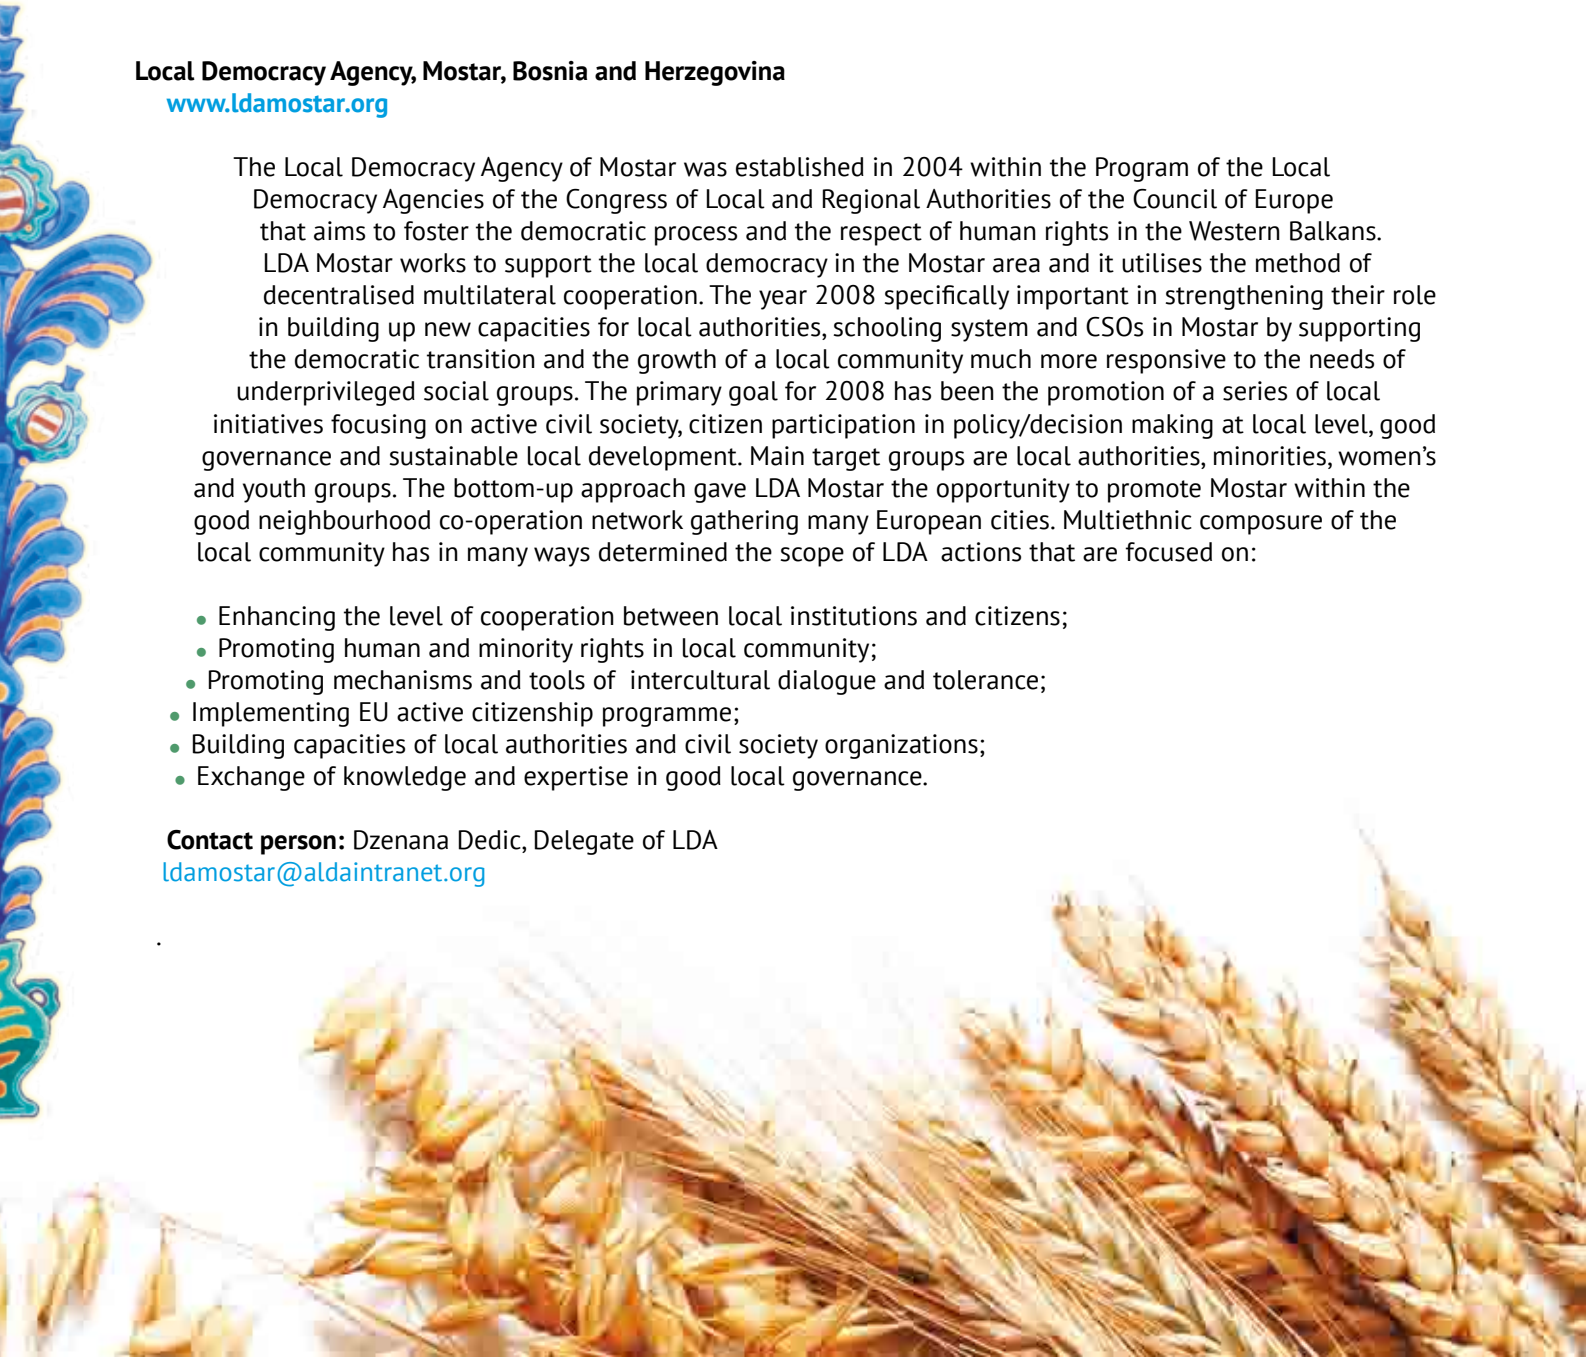 Local Democracy Agency, Mostar, Bosnia and Herzegovina
www.ldamostar.org
The Local Democracy Agency of Mostar was established in 2004 within the Program of the Local
Democracy Agencies of the Congress of Local and Regional Authorities of the Council of Europe
that aims to foster the democratic process and the respect of human rights in the Western Balkans.
LDA Mostar works to support the local democracy in the Mostar area and it utilises the method of
decentralised multilateral cooperation. The year 2008 specifically important in strengthening their role
in building up new capacities for local authorities, schooling system and CSOs in Mostar by supporting
the democratic transition and the growth of a local community much more responsive to the needs of
underprivileged social groups. The primary goal for 2008 has been the promotion of a series of local
initiatives focusing on active civil society, citizen participation in policy/decision making at local level, good
governance and sustainable local development. Main target groups are local authorities, minorities, women’s
and youth groups. The bottom-up approach gave LDA Mostar the opportunity to promote Mostar within the
good neighbourhood co-operation network gathering many European cities. Multiethnic composure of the
local community has in many ways determined the scope of LDA  actions that are focused on:
• Enhancing the level of cooperation between local institutions and citizens;
• Promoting human and minority rights in local community;
• Promoting mechanisms and tools of  intercultural dialogue and tolerance;
• Implementing EU active citizenship programme;
• Building capacities of local authorities and civil society organizations;
• Exchange of knowledge and expertise in good local governance.
Contact person: Dzenana Dedic, Delegate of LDA
ldamostar@aldaintranet.org
.